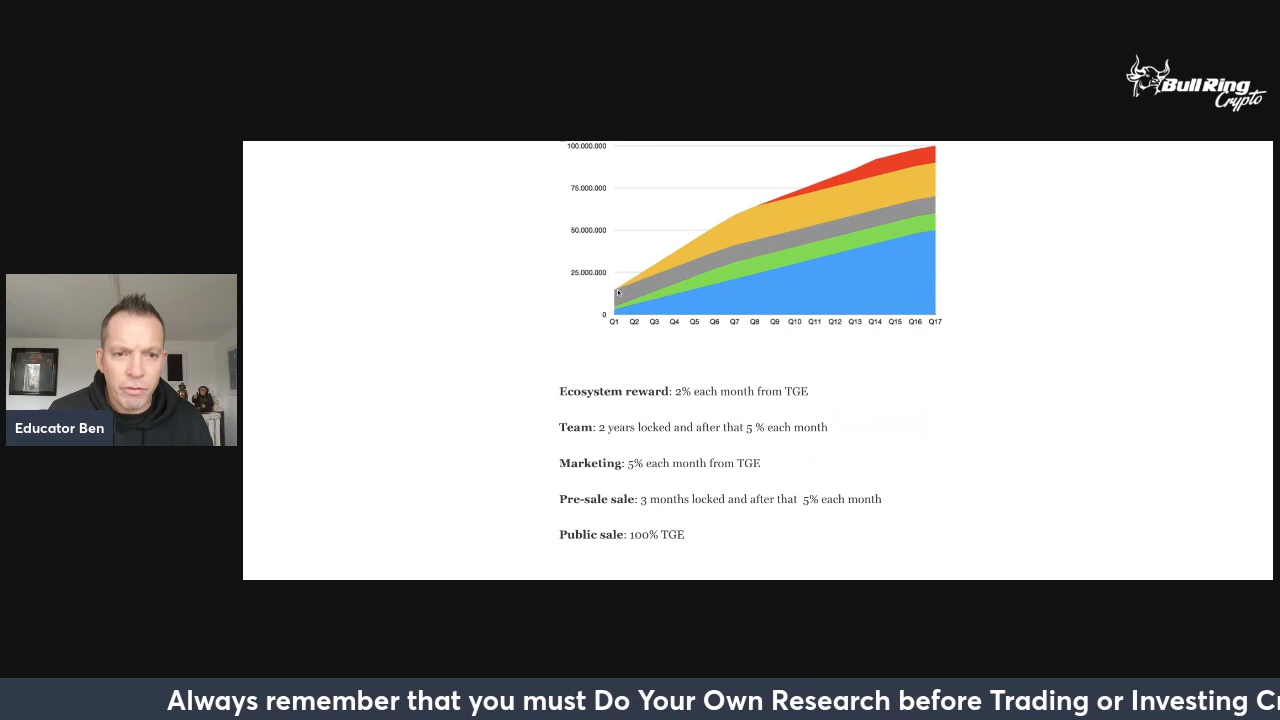 Bull Ring
Crypto
100.000.000
75.000.000
50.000.000
25.000.000
0
Q1 Q2 Q3 Q4 Q5 Q6 Q7 Q8 Q9 Q10 Q11 Q12 Q13 Q14 Q15 Q16 Q17
Ecosystem reward: 2% each month from TGE
Team: 2 years locked and after that 5 % each month
Marketing: 5% each month from TGE
Pre-sale sale: 3 months locked and after that 5% each month
Public sale: 100% TGE
Educator Ben
Always remember that you must Do Your Own Research before Trading or Investing C